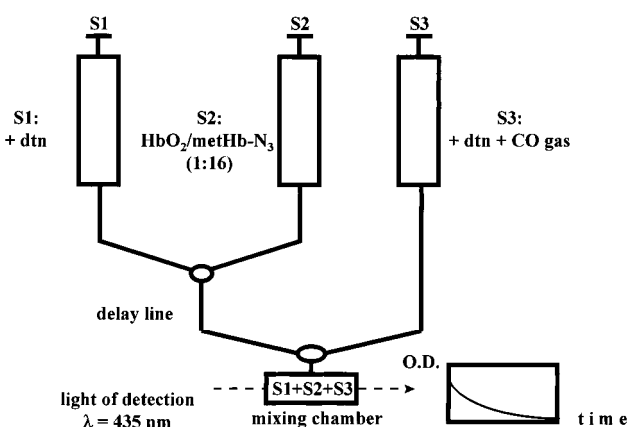 S1
S2
S3
S1:
+ dtn
S2:
HbO₂/metHb-N₃
(1:16)
S3:
+ dtn + CO gas
delay line
O.D.
S1+S2+S3
light of detection
λ = 435 nm
mixing chamber
time